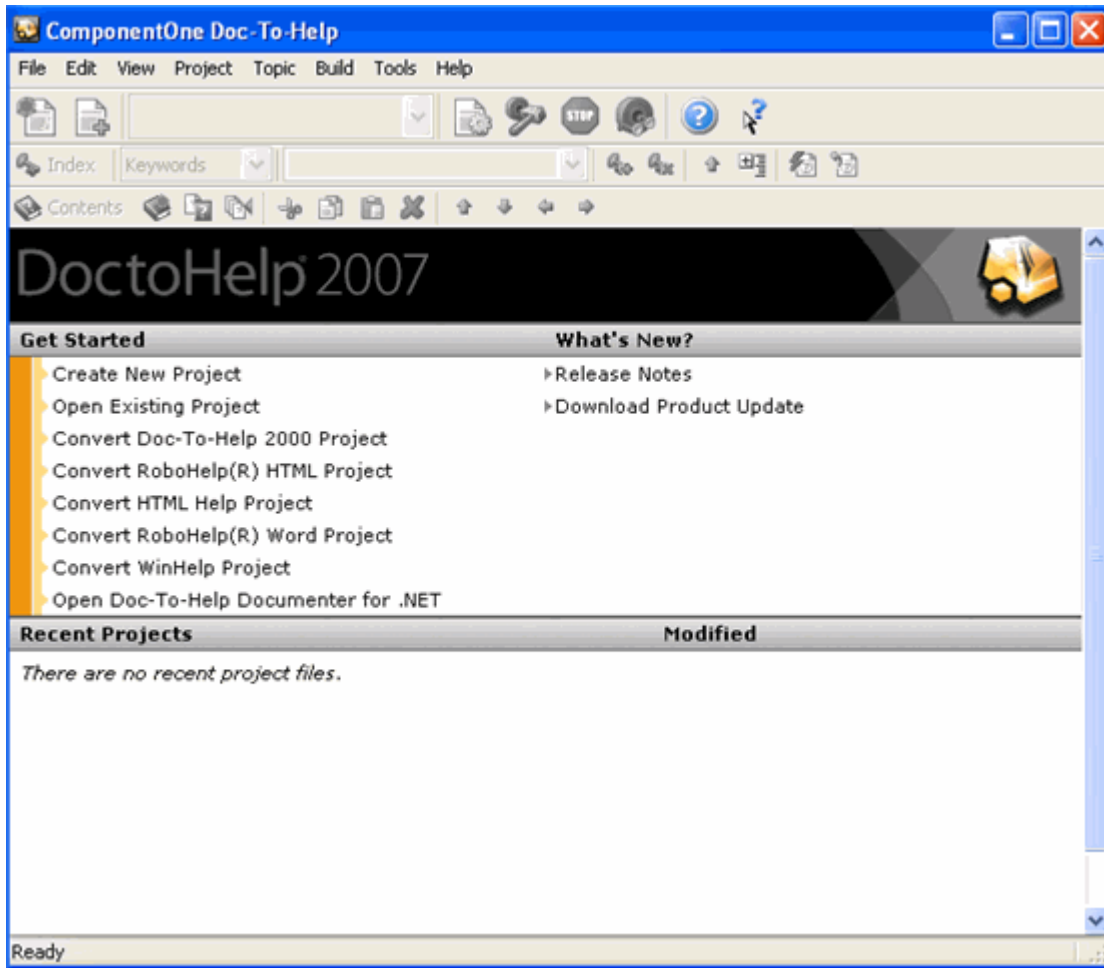 ComponentOne Doc-To-Help
File Edit View Project Topic Build Tools Help
STOP
Index Keywords
Contents
DoctoHelp 2007
Get Started What's New?
Create New Project Release Notes
Open Existing Project Download Product Update
Convert Doc-To-Help 2000 Project
Convert RoboHelp(R) HTML Project
Convert HTML Help Project
Convert RoboHelp(R) Word Project
Convert WinHelp Project
Open Doc-To-Help Documenter for .NET
Recent Projects Modified
There are no recent project files.
Ready